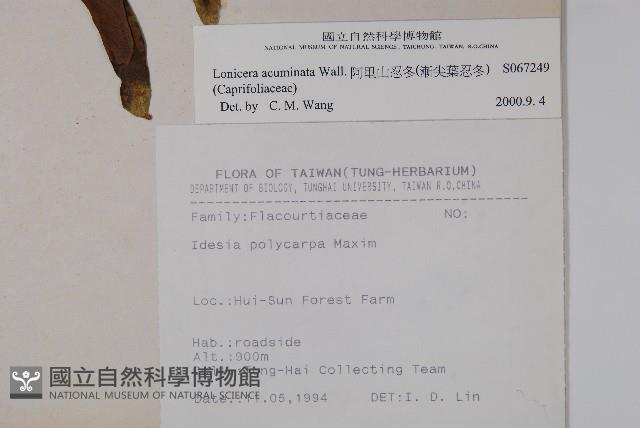 國立自然科學博物館
NATIONAL MUSEUM OF NATURAL SCIENCE, TAICHUNG, TAIWAN, R.O.CHINA
Lonicera acuminata Wall. 阿里山忍冬(漸尖葉忍冬) S067249
(Caprifoliaceae)
Det. by C. M. Wang 2000.9. 4
FLORA OF TAIWAN(TUNG-HERBARIUM)
DEPARTMENT OF BIOLOGY, TUNGHAI UNIVERSITY, TAIWAN R.O.CHINA
Family:Flacourtiaceae NO:
Idesia polycarpa Maxim
Loc.:Hui-Sun Forest Farm
Hab.:roadside
Alt.:900m
-Hai Collecting Team
Date.: .05,1994 DET:I. D. Lin
國立自然科學博物館
NATIONAL MUSEUM OF NATURAL SCIENCE